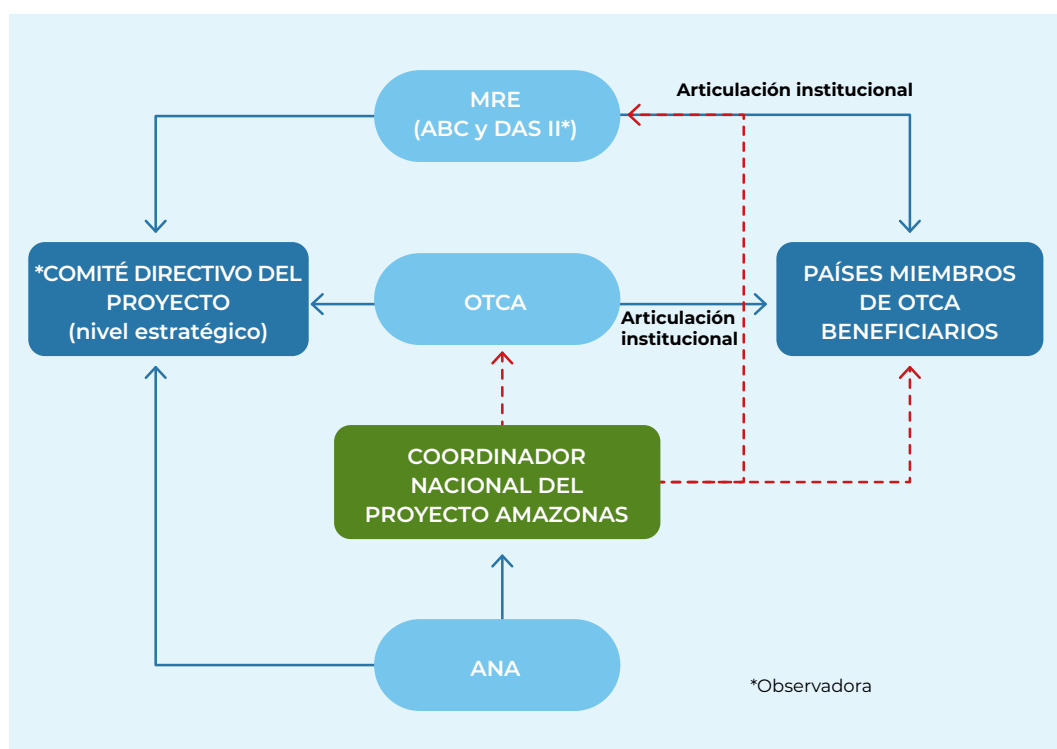 MRE
(ABC y DAS II*)
Articulación institucional
*COMITÉ DIRECTIVO DEL
PROYECTO
(nivel estratégico)
OTCA
Articulación
institucional
PAÍSES MIEMBROS
DE OTCA
BENEFICIARIOS
COORDINADOR
NACIONAL DEL
PROYECTO AMAZONAS
ANA
*Observadora